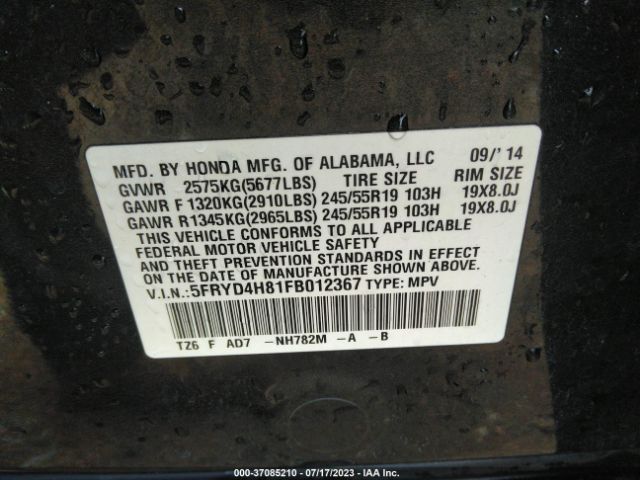 MFD. BY HONDA MFG. OF ALABAMA, LLC 09/'14
GVWR 2575KG(5677LBS) TIRE SIZE RIM SIZE
GAWR F 1320KG(2910LBS) 245/55R19 103H 19X8.0J
GAWR R1345KG(2965LBS) 245/55R19 103H 19X8.0J
THIS VEHICLE CONFORMS TO ALL APPLICABLE
FEDERAL MOTOR VEHICLE SAFETY
AND THEFT PREVENTION STANDARDS IN
EFFECT ON THE DATE OF MANUFACTURE SHOWN ABOVE.
V.I.N.:5FRYD4H81FB012367 TYPE: MPV
TZ6 F AD7 -NH782M -A -B
000-37085210 - 07/17/2023 - IAA Inc.